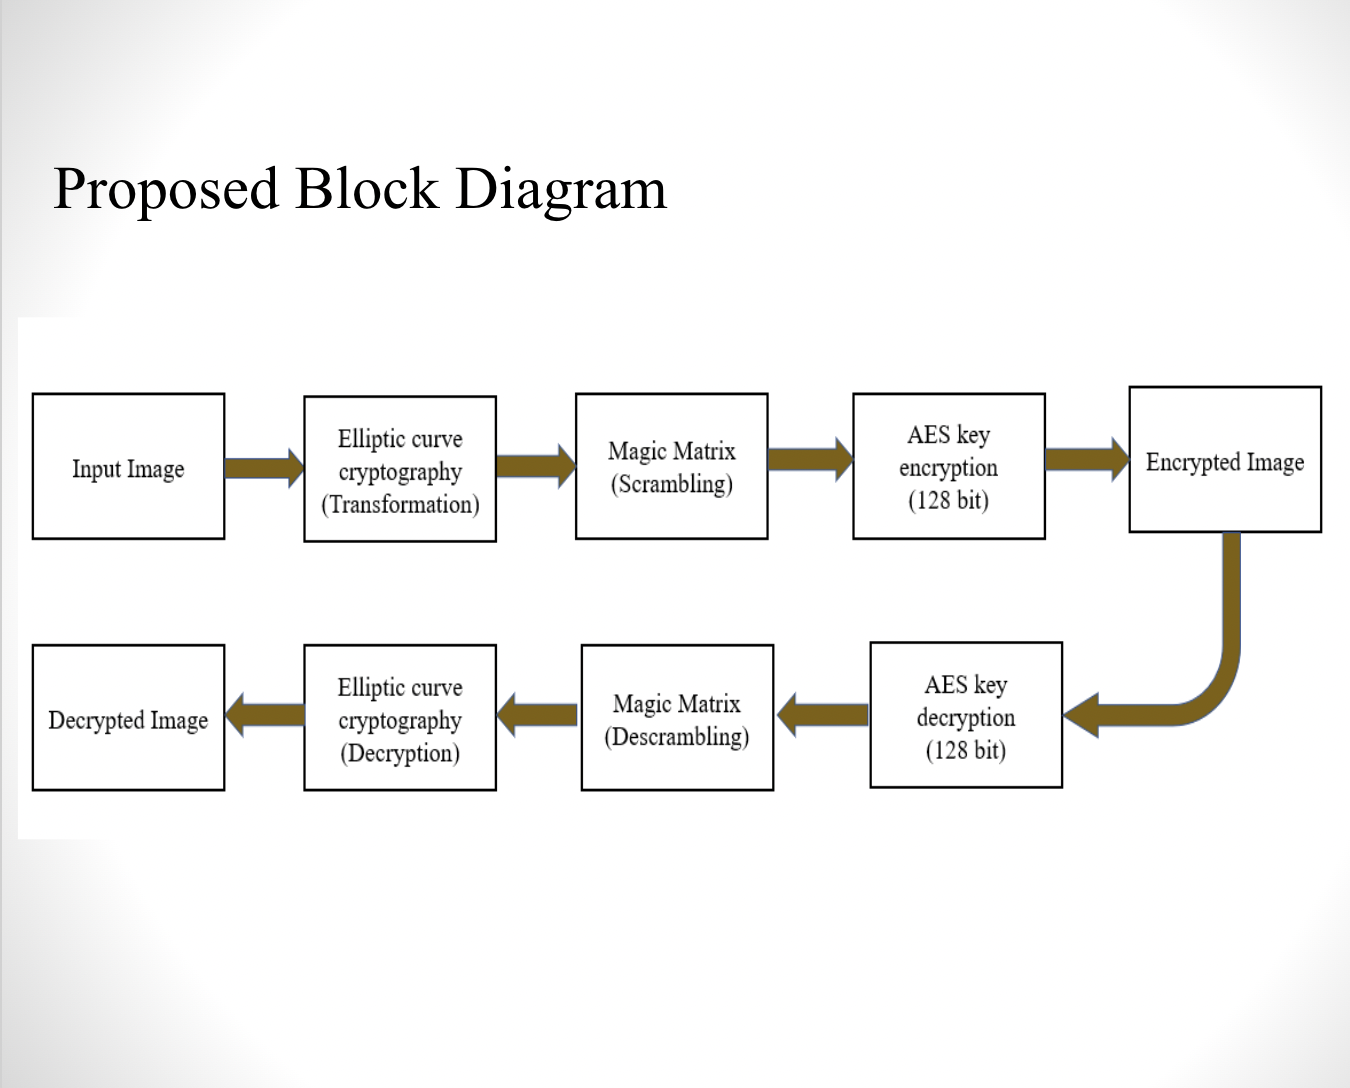 Proposed Block Diagram
Input Image
Elliptic curve
cryptography
(Transformation)
Magic Matrix
(Scrambling)
AES key
encryption
(128 bit)
Encrypted Image
Decrypted Image
Elliptic curve
cryptography
(Decryption)
Magic Matrix
(Descrambling)
AES key
decryption
(128 bit)